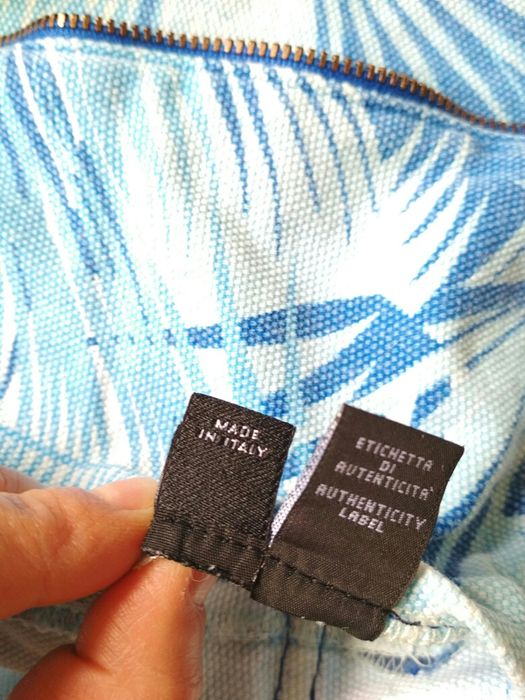 MADE
IN ITALY
ETICHETTA
DI
AUTENTICITA'
AUTHENTICITY
LABEL